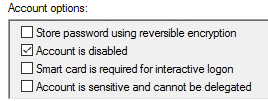 Account options:
Store password using reversible encryption
Account is disabled
Smart card is required for interactive logon
Account is sensitive and cannot be delegated